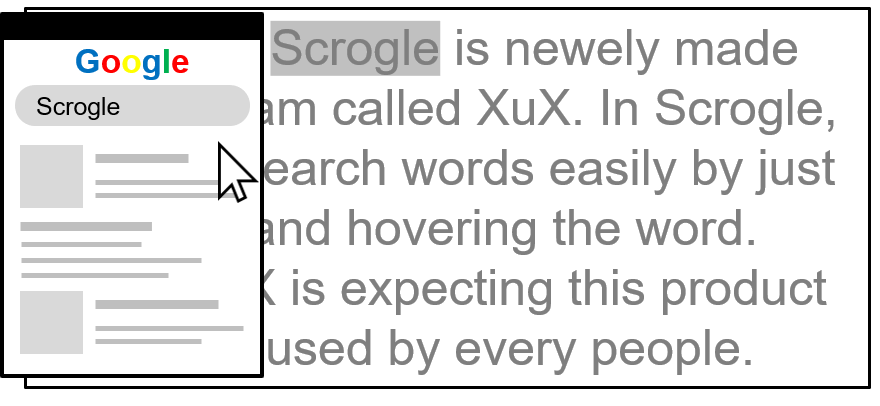 Google
Scrogle
Scrogle is newely made
am called XuX. In Scrogle,
earch words easily by just
and hovering the word.
X is expecting this product
used by every people.